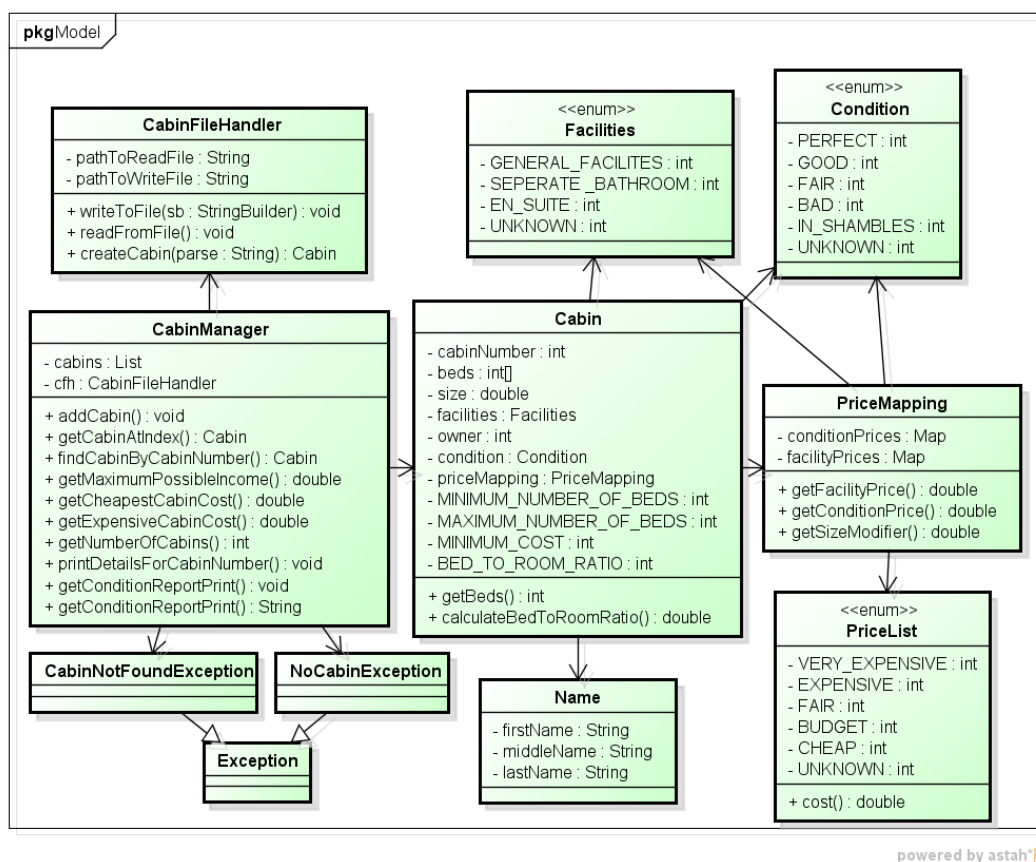 pkg Model
CabinFileHandler
- pathToReadFile : String
- pathToWriteFile : String
+ writeToFile(sb : StringBuilder) : void
+ readFromFile() : void
+ createCabin(parse : String) : Cabin
<<enum>>
Facilities
- GENERAL_FACILITES : int
- SEPERATE _BATHROOM : int
- EN_SUITE : int
- UNKNOWN : int
<<enum>>
Condition
- PERFECT : int
- GOOD : int
- FAIR : int
- BAD : int
- IN_SHAMBLES : int
- UNKNOWN : int
CabinManager
- cabins : List
- cfh : CabinFileHandler
+ addCabin() : void
+ getCabinAtIndex() : Cabin
+ findCabinByCabinNumber() : Cabin
+ getMaximumPossibleIncome() : double
+ getCheapestCabinCost() : double
+ getExpensiveCabinCost() : double
+ getNumberOfCabins() : int
+ printDetailsForCabinNumber() : void
+ getConditionReportPrint() : void
+ getConditionReportPrint() : String
Cabin
- cabinNumber : int
- beds : int[]
- size : double
- facilities : Facilities
- owner : int
- condition : Condition
- priceMapping : PriceMapping
- MINIMUM_NUMBER_OF_BEDS : int
- MAXIMUM_NUMBER_OF_BEDS : int
- MINIMUM_COST : int
- BED_TO_ROOM_RATIO : int
+ getBeds() : int
+ calculateBedToRoomRatio() : double
PriceMapping
- conditionPrices : Map
- facilityPrices : Map
+ getFacilityPrice() : double
+ getConditionPrice() : double
+ getSizeModifier() : double
CabinNotFoundException
NoCabinException
Exception
Name
- firstName : String
- middleName : String
- lastName : String
<<enum>>
PriceList
- VERY_EXPENSIVE : int
- EXPENSIVE : int
- FAIR : int
- BUDGET : int
- CHEAP : int
- UNKNOWN : int
+ cost() : double
powered by astah*